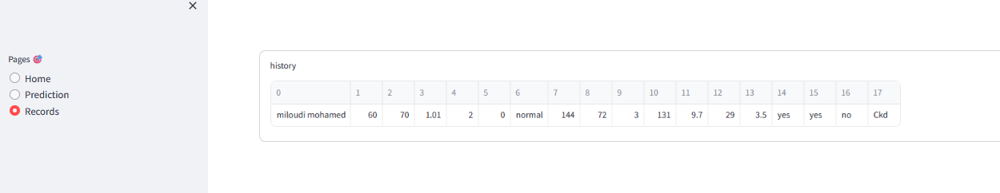 Pages 🎯
Home
Prediction
Records
history
0 1 2 3 4 5 6 7 8 9 10 11 12 13 14 15 16 17
miloudi mohamed 60 70 1.01 2 0 normal 144 72 3 131 9.7 29 3.5 yes yes no Ckd